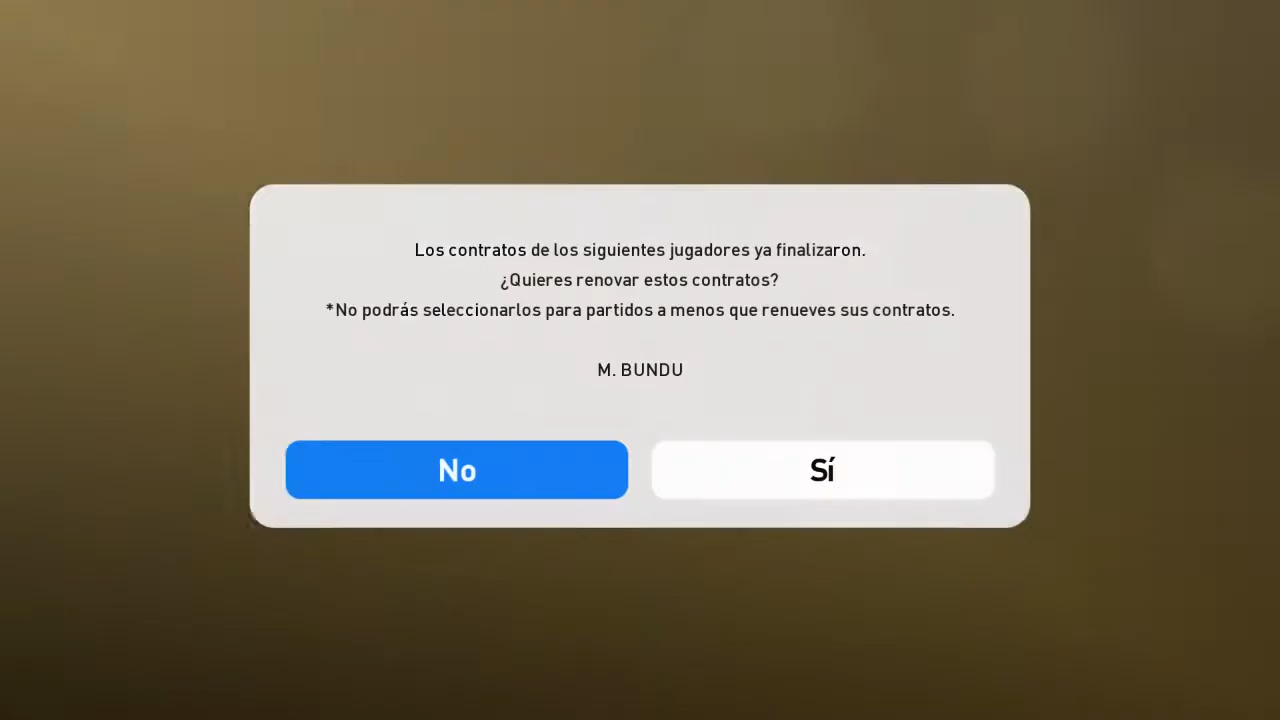 Los contratos de los siguientes jugadores ya finalizaron.
¿Quieres renovar estos contratos?
*No podrás seleccionarlos para partidos a menos que renueves sus contratos.
M. BUNDU
No
Sí